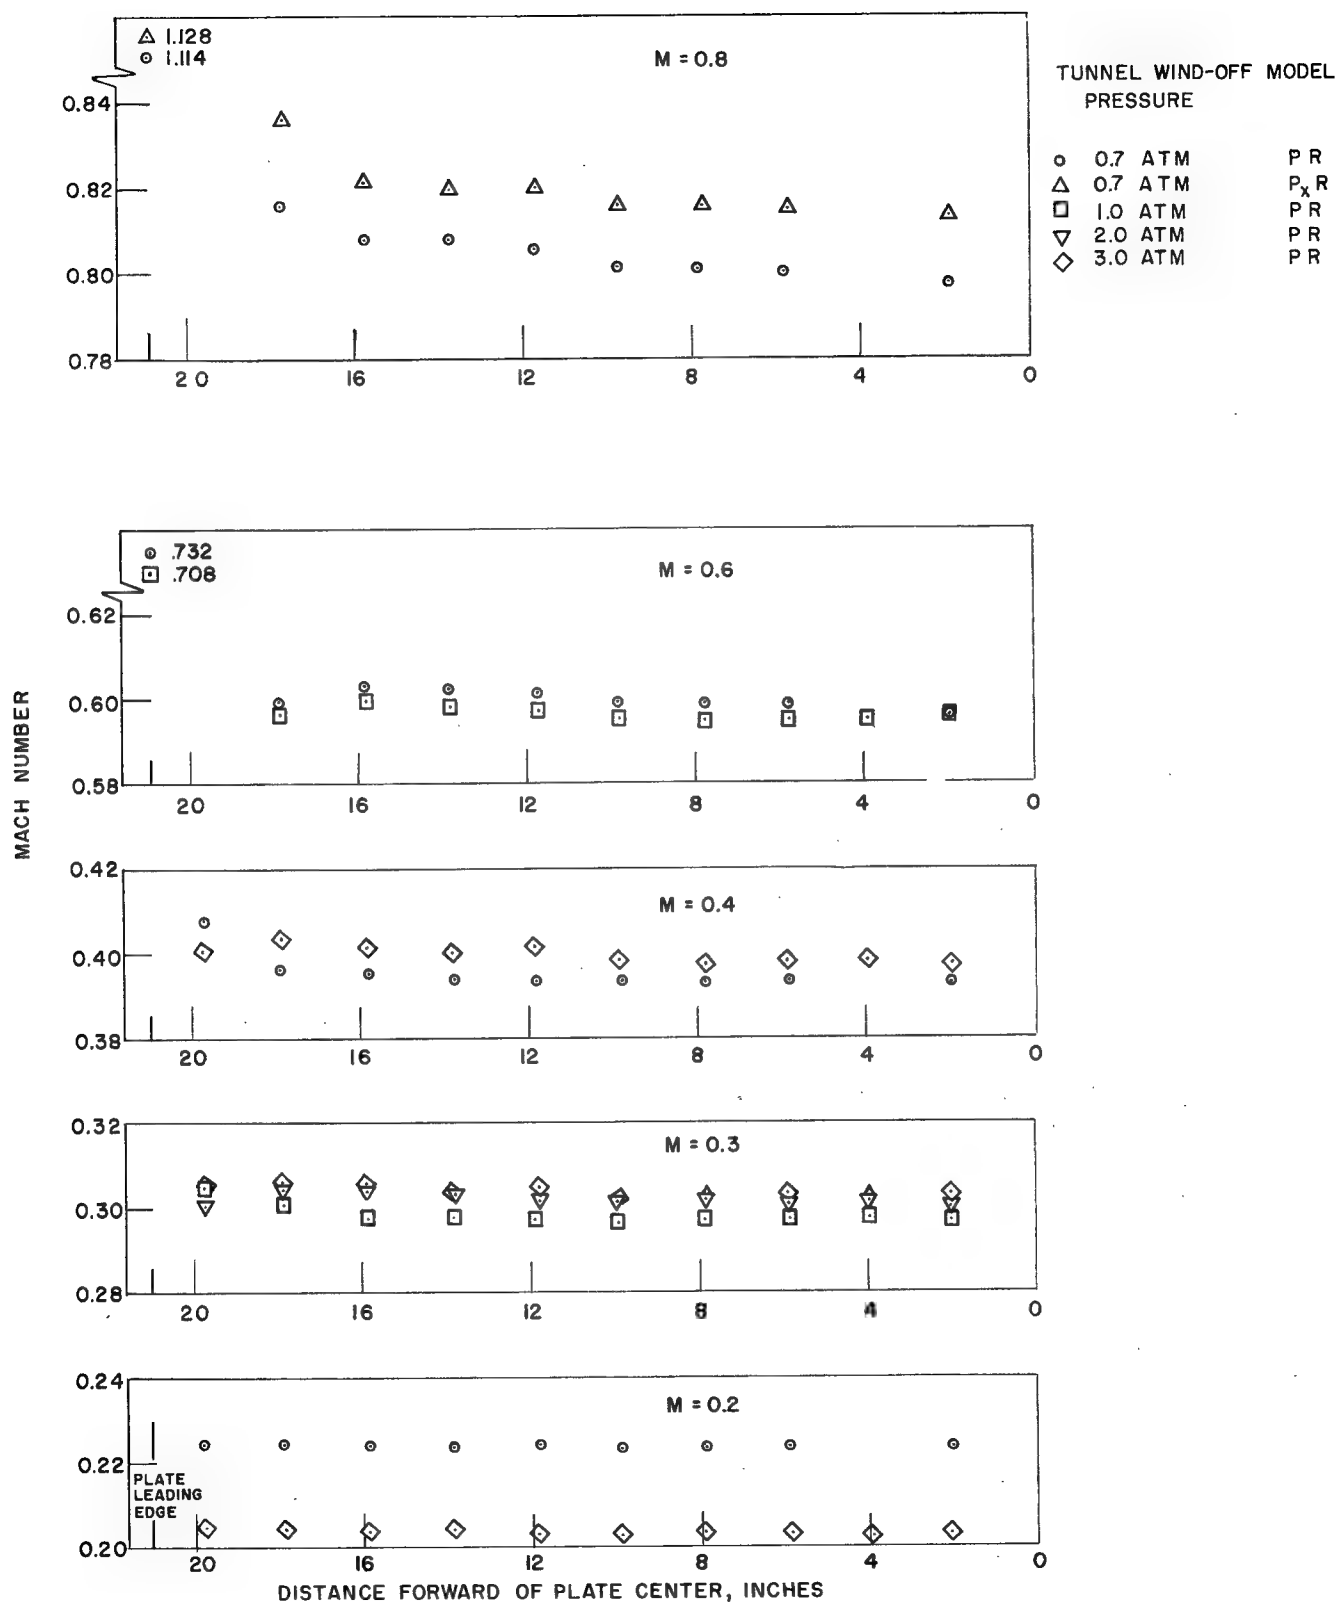 1.128
1.114
M = 0.8
0.84
0.82
0.80
0.78
20 16 12 8 4 0
TUNNEL WIND-OFF MODEL
PRESSURE
0.7 ATM PR
0.7 ATM PxR
1.0 ATM PR
2.0 ATM PR
3.0 ATM PR
.732
.708
M = 0.6
0.62
0.60
0.58
20 16 12 8 4 0
MACH NUMBER
0.42
M = 0.4
0.40
0.38
20 16 12 8 4 0
0.32
M = 0.3
0.30
0.28
20 16 12 8 4 0
0.24
M = 0.2
0.22
PLATE
LEADING
EDGE
0.20
20 16 12 8 4 0
DISTANCE FORWARD OF PLATE CENTER, INCHES